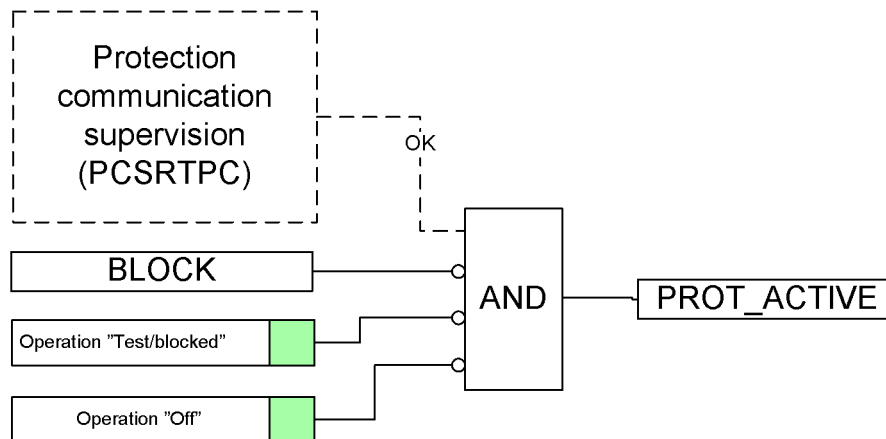 Protection
communication
supervision
(PCSRTPC)
OK
BLOCK
AND
PROT_ACTIVE
Operation ”Test/blocked”
Operation ”Off”